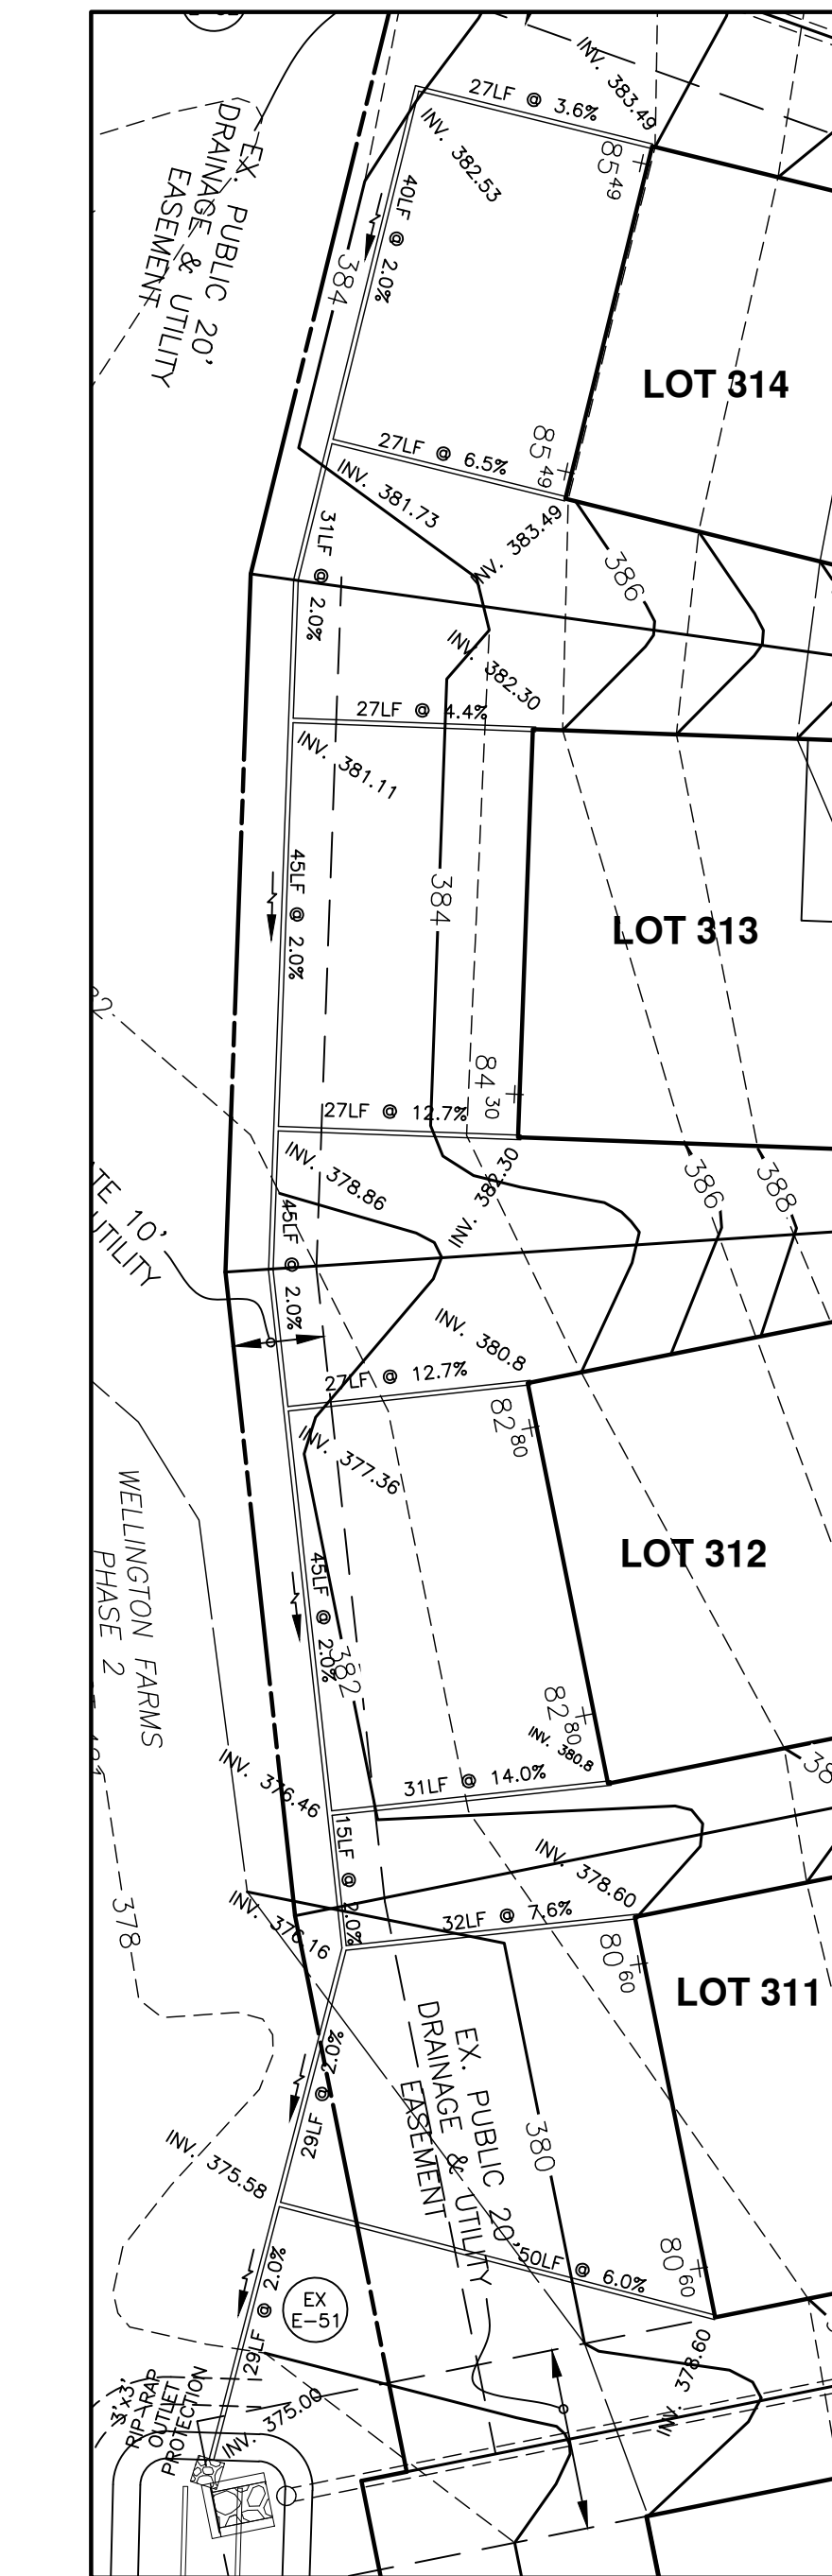 27LF @ 3.6%
INV. 383.49
INV. 382.53
85 49
EX. PUBLIC 20'
DRAINAGE & UTILITY
EASEMENT
40LF @ 2.0%
384
LOT 314
27LF @ 6.5%
85 49
INV. 381.73
INV. 383.49
31LF @ 2.0%
386
INV. 382.30
27LF @ 4.4%
INV. 381.11
45LF @ 2.0%
384
LOT 313
84 30
27LF @ 12.7%
INV. 378.86
INV. 382.30
386
388
10'
UTILITY
45LF @ 2.0%
INV. 380.8
27LF @ 12.7%
82 80
INV. 377.36
WELLINGTON FARMS
PHASE 2
45LF @ 2.0%
382
LOT 312
82 80
INV. 380.8
INV. 376.46
31LF @ 14.0%
15LF @ 2.0%
INV. 378.60
378
INV. 376.16
32LF @ 7.6%
80 60
LOT 311
29LF @ 2.0%
EX. PUBLIC 20'
DRAINAGE & UTILITY
EASEMENT
380
INV. 375.58
50LF @ 6.0%
80 60
29LF @ 2.0%
EX
E-51
INV. 378.60
3'x3'
RIP-RAP
OUTLET
PROTECTION
INV. 375.00